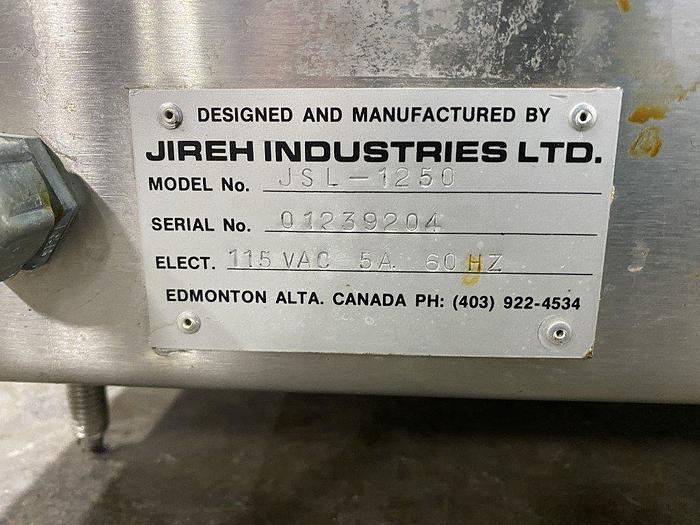 DESIGNED AND MANUFACTURED BY
JIREH INDUSTRIES LTD.
MODEL No. JSL-1250
SERIAL No. 01239204
ELECT. 115 VAC 5A 60 HZ
EDMONTON ALTA. CANADA PH: (403) 922-4534